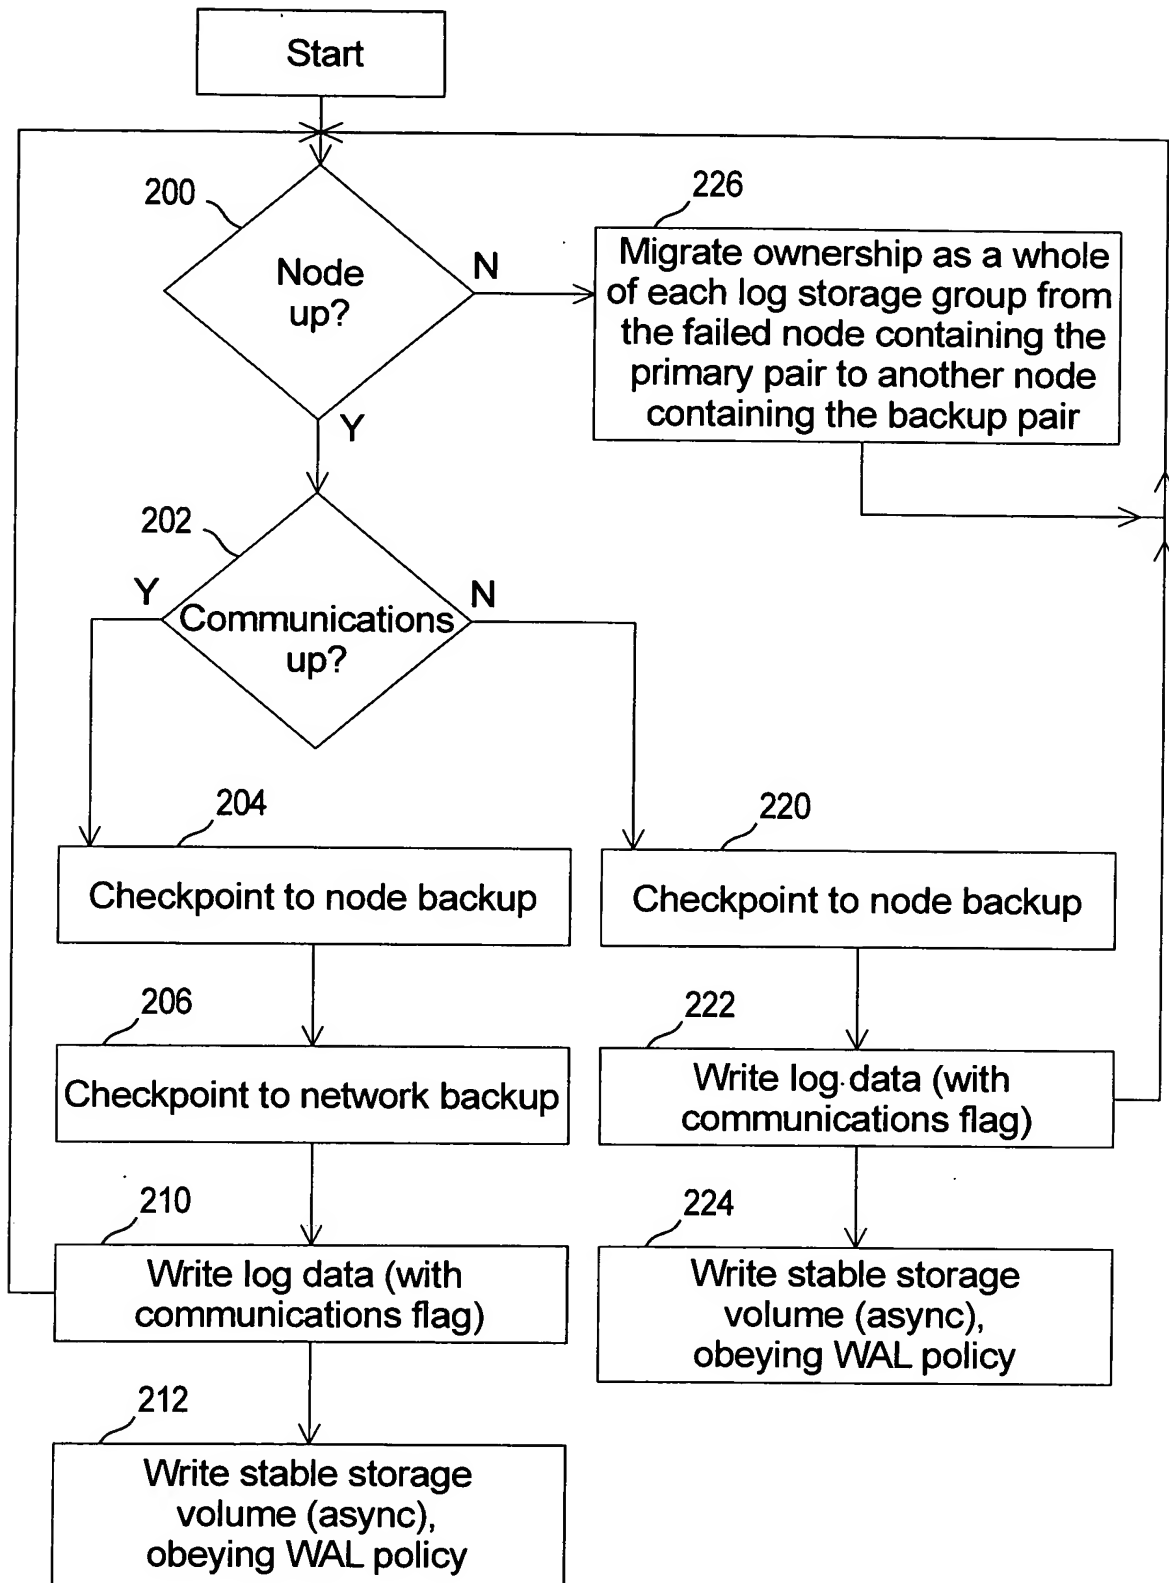 Start
200
Node
up?
N
Y
226
Migrate ownership as a whole
of each log storage group from
the failed node containing the
primary pair to another node
containing the backup pair
202
Y
Communications
up?
N
204
Checkpoint to node backup
220
Checkpoint to node backup
206
Checkpoint to network backup
222
Write log data (with
communications flag)
210
Write log data (with
communications flag)
224
Write stable storage
volume (async),
obeying WAL policy
212
Write stable storage
volume (async),
obeying WAL policy